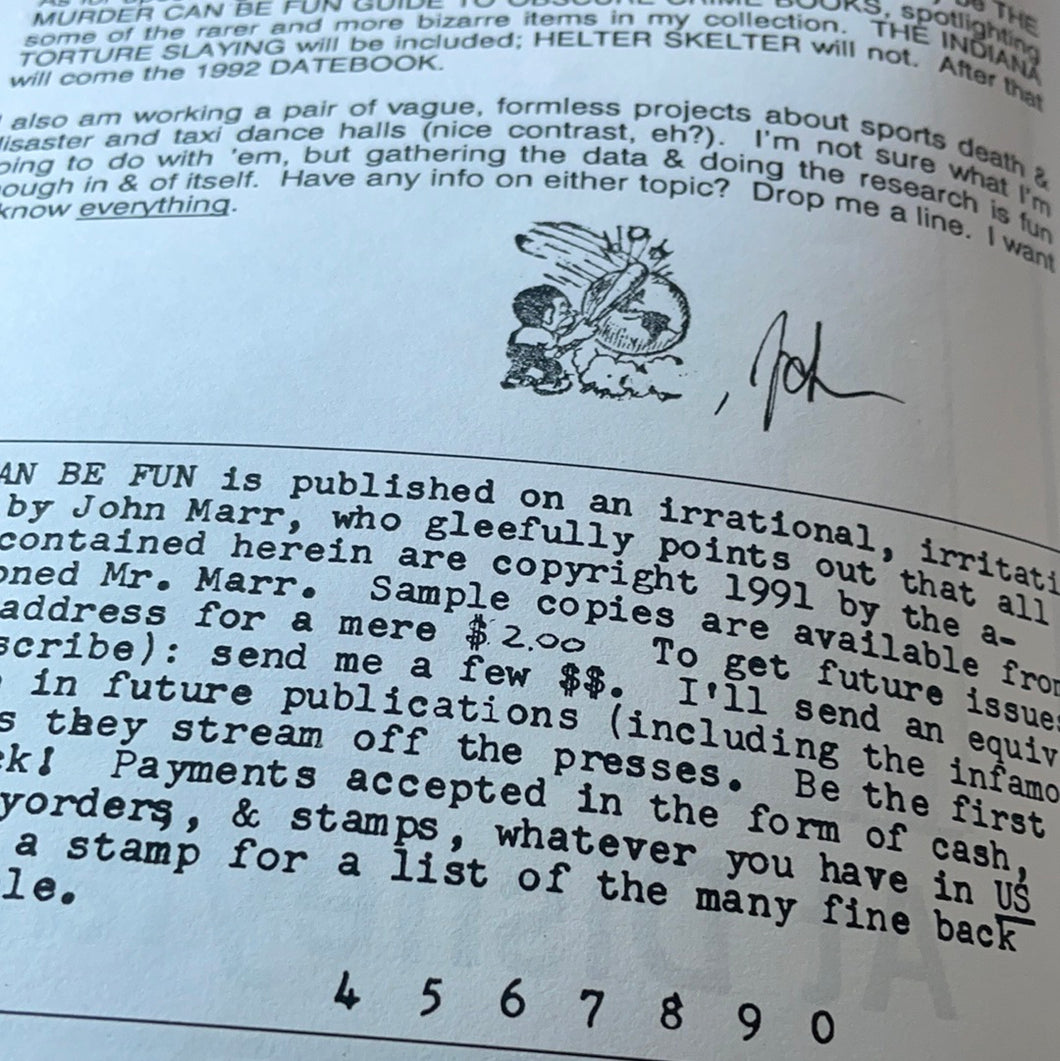 MURDER CAN BE FUN GUIDE TO OBSCURE CRIME BOOKS, spotlighting
some of the rarer and more bizarre items in my collection. THE INDIANA
TORTURE SLAYING will be included; HELTER SKELTER will not. After that
will come the 1992 DATEBOOK.
also am working a pair of vague, formless projects about sports death &
disaster and taxi dance halls (nice contrast, eh?). I'm not sure what I'm
oing to do with 'em, but gathering the data & doing the research is fun
ough in & of itself. Have any info on either topic? Drop me a line. I want
know everything.
, John
AN BE FUN is published on an irrational, irritati
by John Marr, who gleefully points out that all
contained herein are copyright 1991 by the a-
oned Mr. Marr. Sample copies are available from
address for a mere $2.00 To get future issues
scribe): send me a few $$. I'll send an equiv
in future publications (including the infamo
s they stream off the presses. Be the first
ck! Payments accepted in the form of cash,
yorders, & stamps, whatever you have in US
a stamp for a list of the many fine back
le.
4 5 6 7 8 9 0